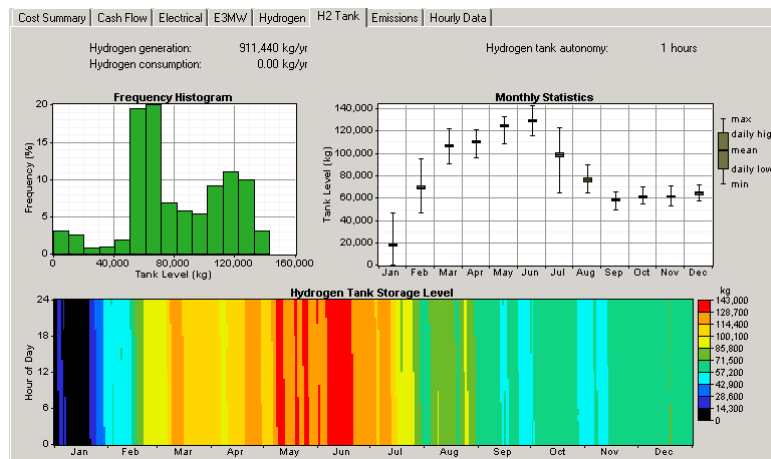 Cost Summary Cash Flow Electrical E3MW Hydrogen H2 Tank Emissions Hourly Data
Hydrogen generation: 911,440 kg/yr
Hydrogen consumption: 0.00 kg/yr
Hydrogen tank autonomy: 1 hours
Frequency Histogram
Frequency (%)
20
15
10
5
0
0 40,000 80,000 120,000 160,000
Tank Level (kg)
Monthly Statistics
Tank Level (kg)
140,000
120,000
100,000
80,000
60,000
40,000
20,000
0
Jan Feb Mar Apr May Jun Jul Aug Sep Oct Nov Dec
max
daily high
mean
daily low
min
Hydrogen Tank Storage Level
Hour of Day
24
18
12
6
0
Jan Feb Mar Apr May Jun Jul Aug Sep Oct Nov Dec
kg
143,000
128,700
114,400
100,100
85,800
71,500
57,200
42,900
28,600
14,300
0